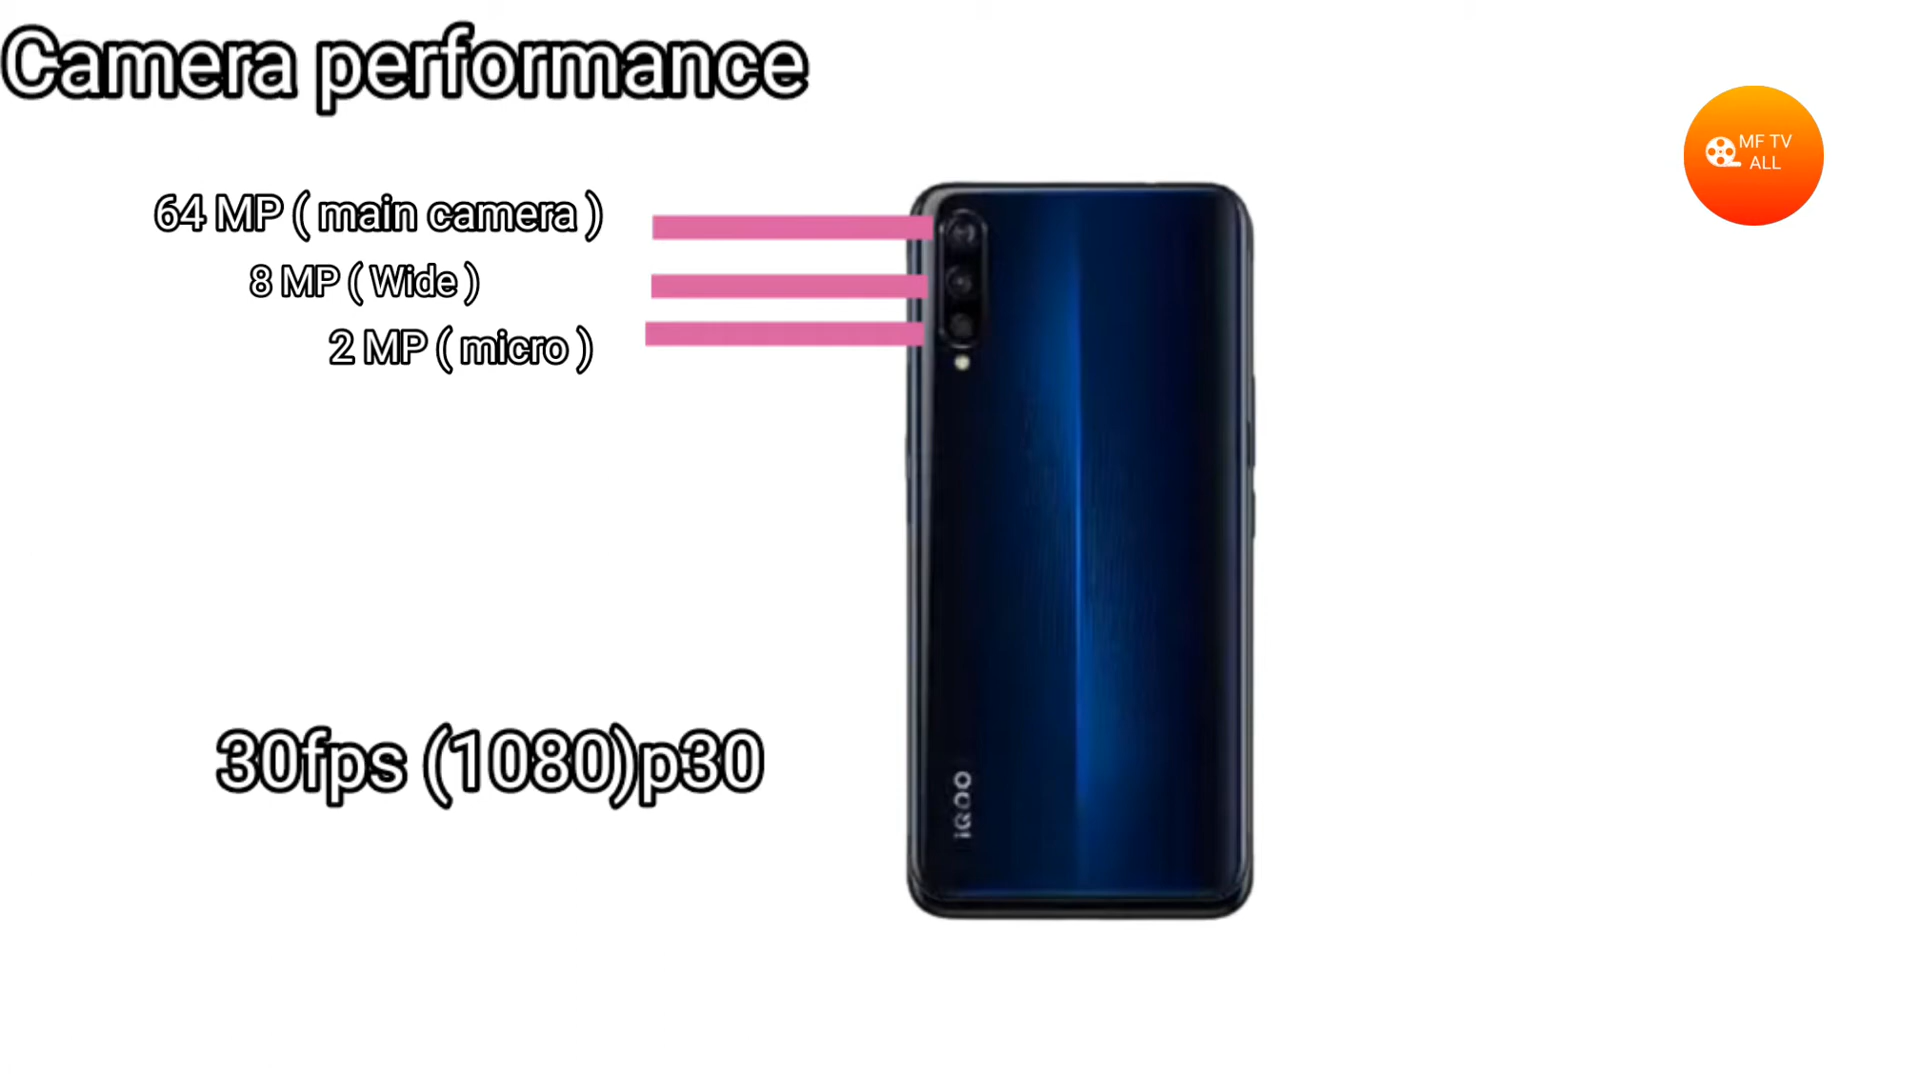 Camera performance
MF TV
ALL
64 MP ( main camera )
8 MP ( Wide )
2 MP ( micro )
30fps (1080)p30
iQOO